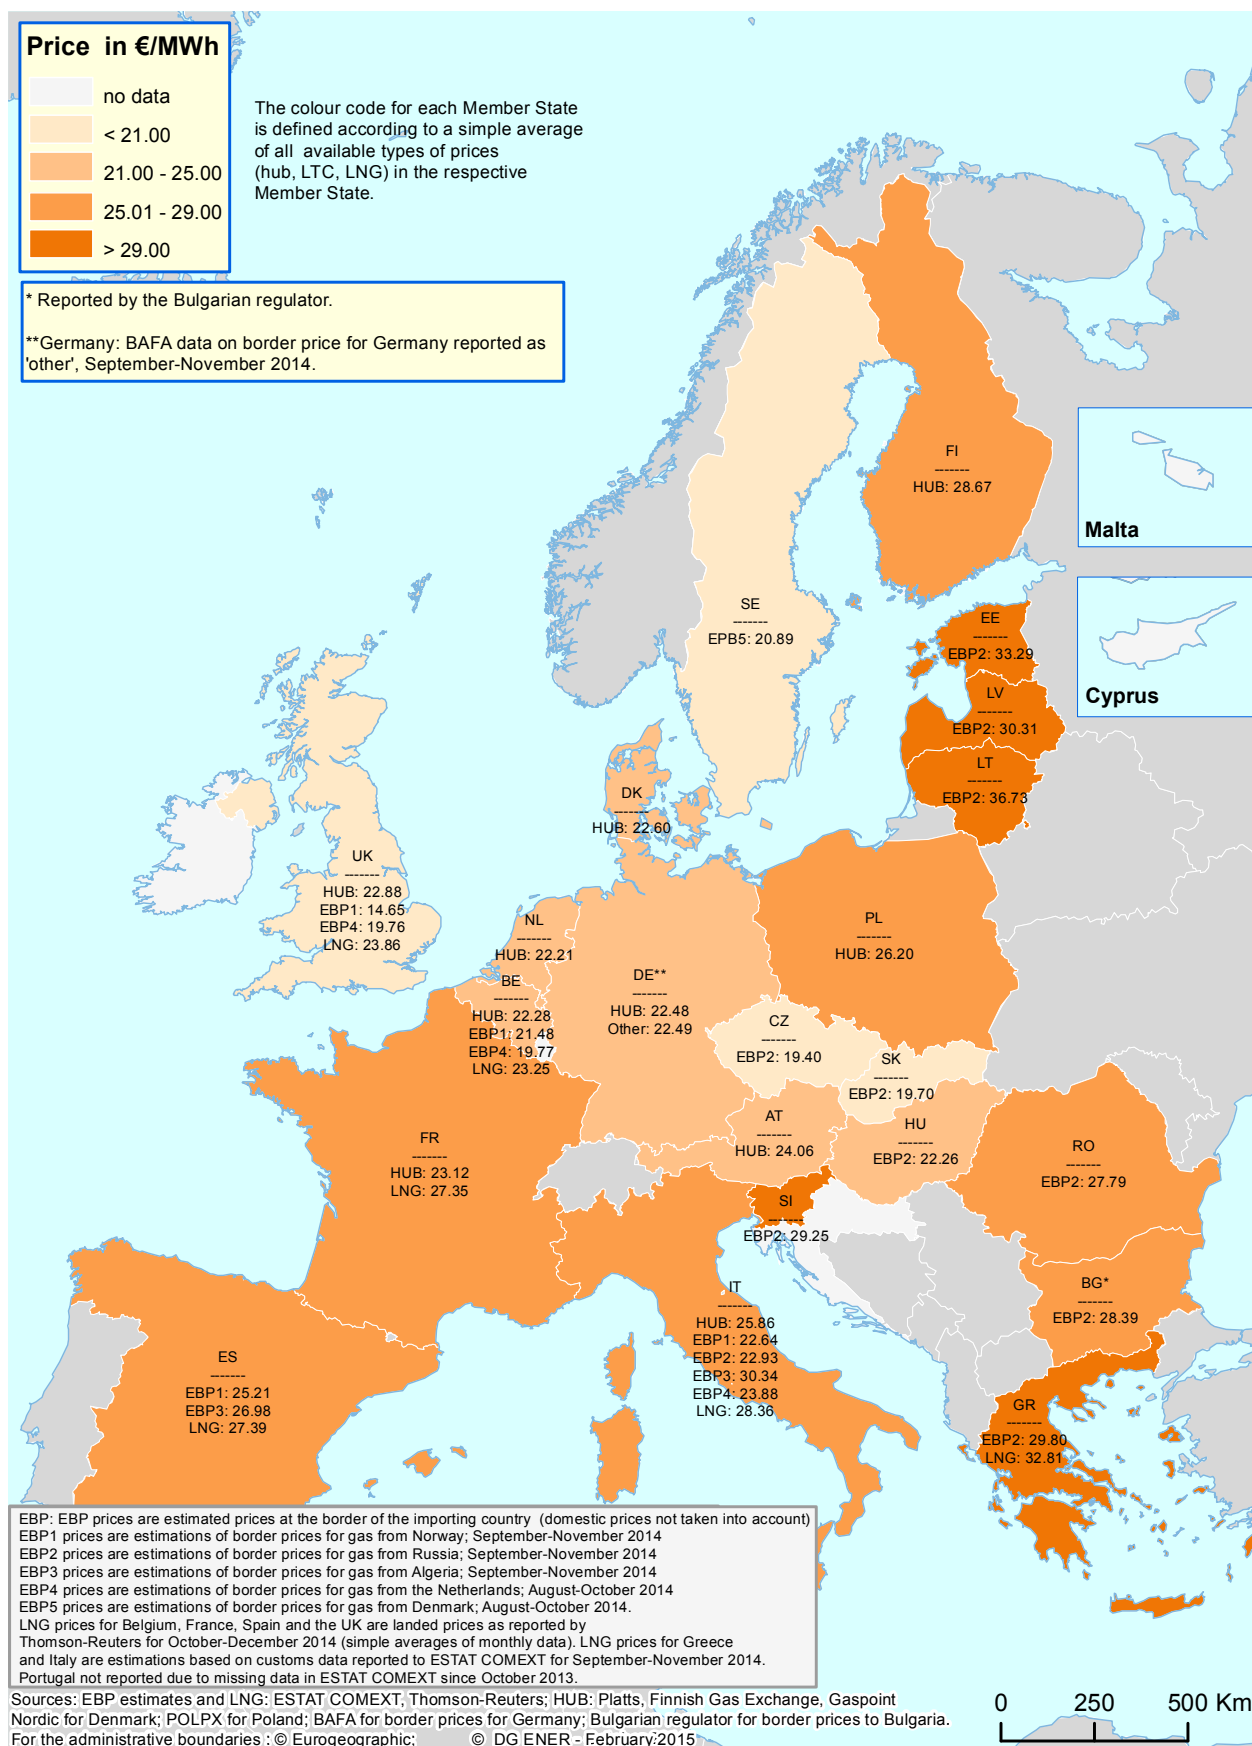 Price in €/MWh
no data
< 21.00
21.00 - 25.00
25.01 - 29.00
> 29.00
The colour code for each Member State
is defined according to a simple average
of all available types of prices
(hub, LTC, LNG) in the respective
Member State.
* Reported by the Bulgarian regulator.
**Germany: BAFA data on border price for Germany reported as
'other', September-November 2014.
FI
-------
HUB: 28.67
Malta
Cyprus
SE
-------
EPB5: 20.89
EE
-------
EBP2: 33.29
LV
-------
EBP2: 30.31
LT
-------
EBP2: 36.73
DK
-------
HUB: 22.60
UK
-------
HUB: 22.88
EBP1: 14.65
EBP4: 19.76
LNG: 23.86
NL
-------
HUB: 22.21
BE
-------
HUB: 22.28
EBP1: 21.48
EBP4: 19.77
LNG: 23.25
DE**
-------
HUB: 22.48
Other: 22.49
PL
-------
HUB: 26.20
CZ
-------
EBP2: 19.40
SK
-------
EBP2: 19.70
AT
-------
HUB: 24.06
HU
-------
EBP2: 22.26
FR
-------
HUB: 23.12
LNG: 27.35
RO
-------
EBP2: 27.79
SI
-------
EBP2: 29.25
BG*
-------
EBP2: 28.39
IT
-------
HUB: 25.86
EBP1: 22.64
EBP2: 22.93
EBP3: 30.34
EBP4: 23.88
LNG: 28.36
ES
-------
EBP1: 25.21
EBP3: 26.98
LNG: 27.39
GR
-------
EBP2: 29.80
LNG: 32.81
EBP: EBP prices are estimated prices at the border of the importing country (domestic prices not taken into account)
EBP1 prices are estimations of border prices for gas from Norway; September-November 2014
EBP2 prices are estimations of border prices for gas from Russia; September-November 2014
EBP3 prices are estimations of border prices for gas from Algeria; September-November 2014
EBP4 prices are estimations of border prices for gas from the Netherlands; August-October 2014
EBP5 prices are estimations of border prices for gas from Denmark; August-October 2014.
LNG prices for Belgium, France, Spain and the UK are landed prices as reported by
Thomson-Reuters for October-December 2014 (simple averages of monthly data). LNG prices for Greece
and Italy are estimations based on customs data reported to ESTAT COMEXT for September-November 2014.
Portugal not reported due to missing data in ESTAT COMEXT since October 2013.
Sources: EBP estimates and LNG: ESTAT COMEXT, Thomson-Reuters; HUB: Platts, Finnish Gas Exchange, Gaspoint
Nordic for Denmark; POLPX for Poland; BAFA for border prices for Germany; Bulgarian regulator for border prices to Bulgaria.
For the administrative boundaries : © Eurogeographic; © DG ENER - February 2015
0 250 500 Km